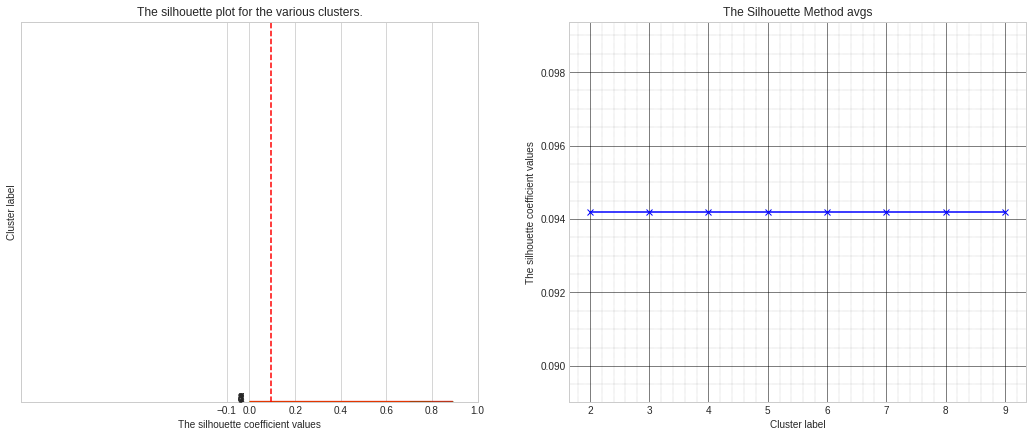 The silhouette plot for the various clusters.
Cluster label
−0.1 0.0 0.2 0.4 0.6 0.8 1.0
The silhouette coefficient values
The Silhouette Method avgs
The silhouette coefficient values
0.098
0.096
0.094
0.092
0.090
2 3 4 5 6 7 8 9
Cluster label